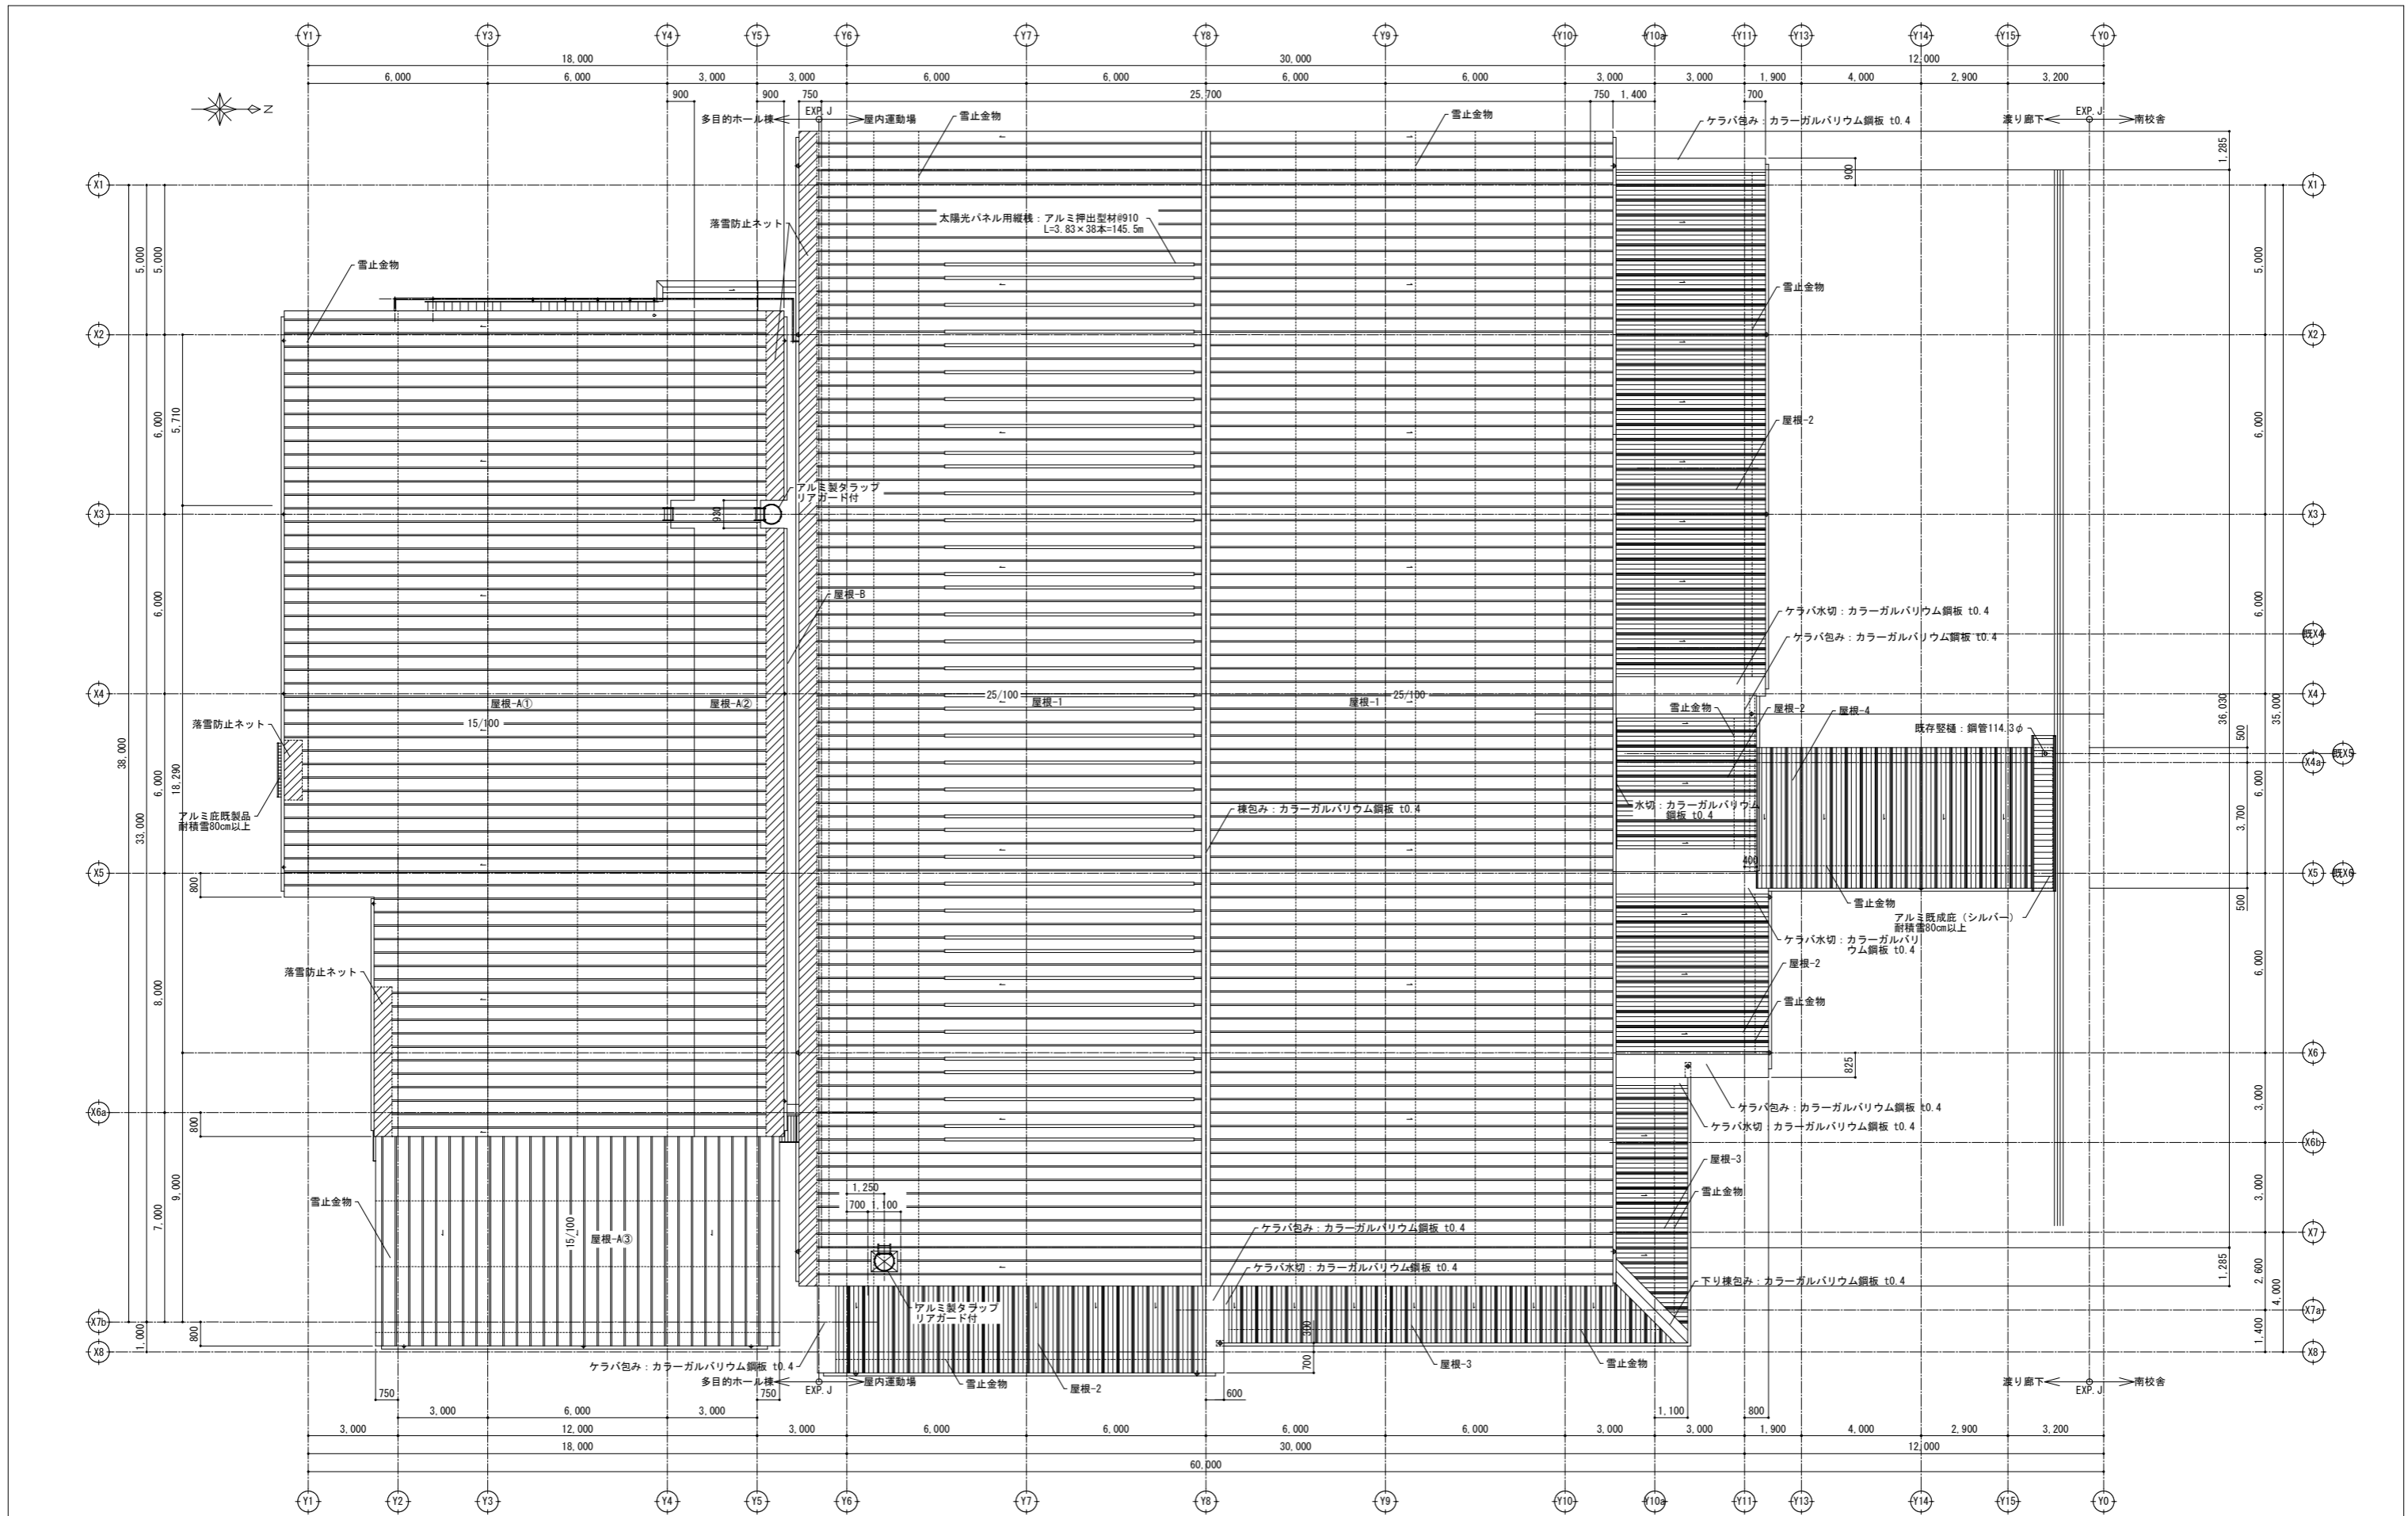 Y1 Y3 Y4 Y5 Y6 Y7 Y8 Y9 Y10 Y10a Y11 Y13 Y14 Y15 Y0
18,000 30,000 12,000
6,000 6,000 3,000 3,000 6,000 6,000 6,000 6,000 3,000 3,000 1,900 4,000 2,900 3,200
900 900 750 25,700 750 1,400 700
N
多目的ホール棟 EXP.J 屋内運動場
雪止金物
雪止金物
ケラバ包み：カラーガルバリウム鋼板 t0.4
渡り廊下 EXP.J 南校舎
1,285
900
X1 X1
落雪防止ネット
太陽光パネル用縦桟：アルミ押出型材@910
L=3.83×38本=145.5m
5,000 5,000 5,000
雪止金物
雪止金物
X2 X2
6,000 5,710 6,000
屋根-2
アルミ製タラップ
リアガード付
930
X3 X3
屋根-B
6,000 6,000
ケラバ水切：カラーガルバリウム鋼板 t0.4
既X4
ケラバ包み：カラーガルバリウム鋼板 t0.4
X4 X4
屋根-A① 屋根-A② 屋根-1 25/100 屋根-1 25/100
15/100
雪止金物
屋根-2
屋根-4
36,030 35,000
落雪防止ネット
既存竪樋：鋼管114.3φ
500
既X5
X4a
38,000 33,000 6,000 18,290
6,000 3,700
アルミ庇既製品
耐積雪80cm以上
棟包み：カラーガルバリウム鋼板 t0.4
水切：カラーガルバリウム
鋼板 t0.4
400
X5 X5 既X6
800
雪止金物
500
アルミ既成庇（シルバー）
耐積雪80cm以上
ケラバ水切：カラーガルバリ
ウム鋼板 t0.4
落雪防止ネット
屋根-2
8,000 6,000
雪止金物
X6
825
X6a
ケラバ包み：カラーガルバリウム鋼板 t0.4
800
ケラバ水切：カラーガルバリウム鋼板 t0.4
3,000
X6b
屋根-3
9,000
雪止金物
1,250
雪止金物
700 1,100
7,000 3,000
15/100
屋根-A③
ケラバ包み：カラーガルバリウム鋼板 t0.4
X7
ケラバ水切：カラーガルバリウム鋼板 t0.4
下り棟包み：カラーガルバリウム鋼板 t0.4
1,285 2,600 4,000
アルミ製タラップ
リアガード付
X7a
X7b
1,000 800 300 1,400
X8 X8
ケラバ包み：カラーガルバリウム鋼板 t0.4
700
屋根-3
雪止金物
多目的ホール棟 EXP.J 屋内運動場
雪止金物
屋根-2
渡り廊下 EXP.J 南校舎
750 750 600 1,100 800
3,000 6,000 3,000
3,000 12,000 3,000 6,000 6,000 6,000 6,000 3,000 3,000 1,900 4,000 2,900 3,200
18,000 30,000 12,000
60,000
Y1 Y2 Y3 Y4 Y5 Y6 Y7 Y8 Y9 Y10 Y10a Y11 Y13 Y14 Y15 Y0